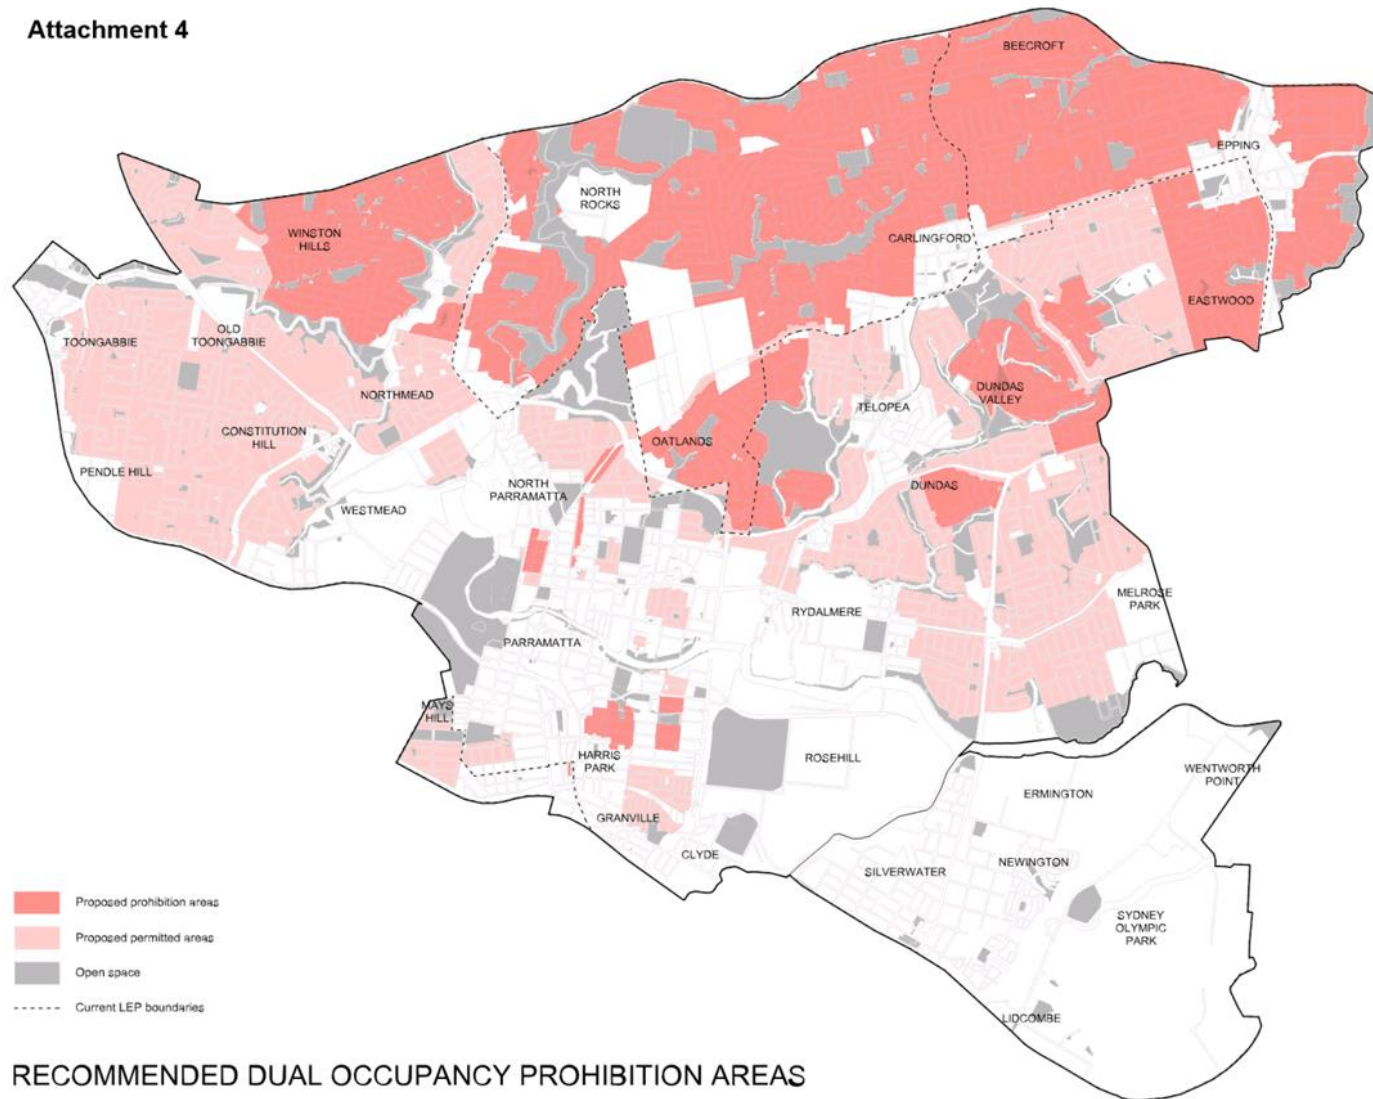 Attachment 4
BEECROFT
EPPING
NORTH
ROCKS
WINSTON
HILLS
CARLINGFORD
EASTWOOD
TOONGABBIE
OLD
TOONGABBIE
NORTHMEAD
DUNDAS
VALLEY
TELOPEA
CONSTITUTION
HILL
OATLANDS
PENDLE HILL
NORTH
PARRAMATTA
DUNDAS
WESTMEAD
MELROSE
PARK
RYDALMERE
PARRAMATTA
MAYS
HILL
HARRIS
PARK
ROSEHILL
WENTWORTH
POINT
ERMINGTON
GRANVILLE
CLYDE
NEWINGTON
SILVERWATER
SYDNEY
OLYMPIC
PARK
LIDCOMBE
Proposed prohibition areas
Proposed permitted areas
Open space
Current LEP boundaries
RECOMMENDED DUAL OCCUPANCY PROHIBITION AREAS